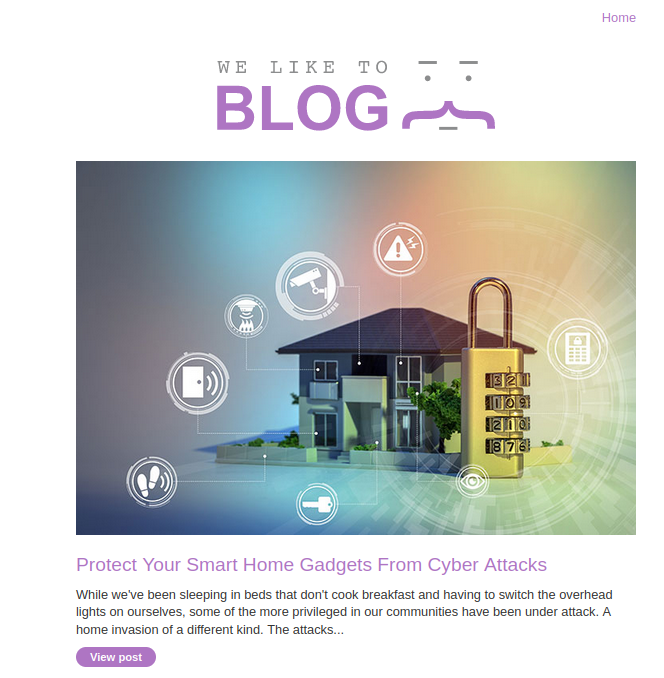 Home
WE LIKE TO
BLOG
Protect Your Smart Home Gadgets From Cyber Attacks
While we've been sleeping in beds that don't cook breakfast and having to switch the overhead
lights on ourselves, some of the more privileged in our communities have been under attack. A
home invasion of a different kind. The attacks...
View post